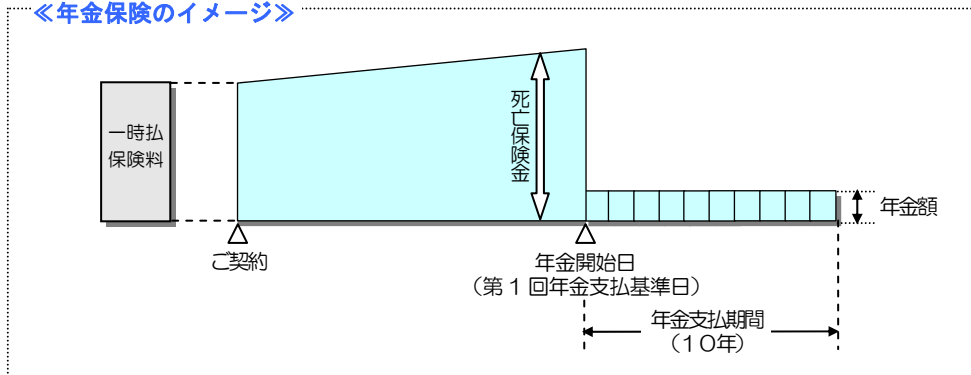 ≪年金保険のイメージ≫
一時払
保険料
死亡保険金
年金額
ご契約
年金開始日
（第１回年金支払基準日）
年金支払期間
（１０年）